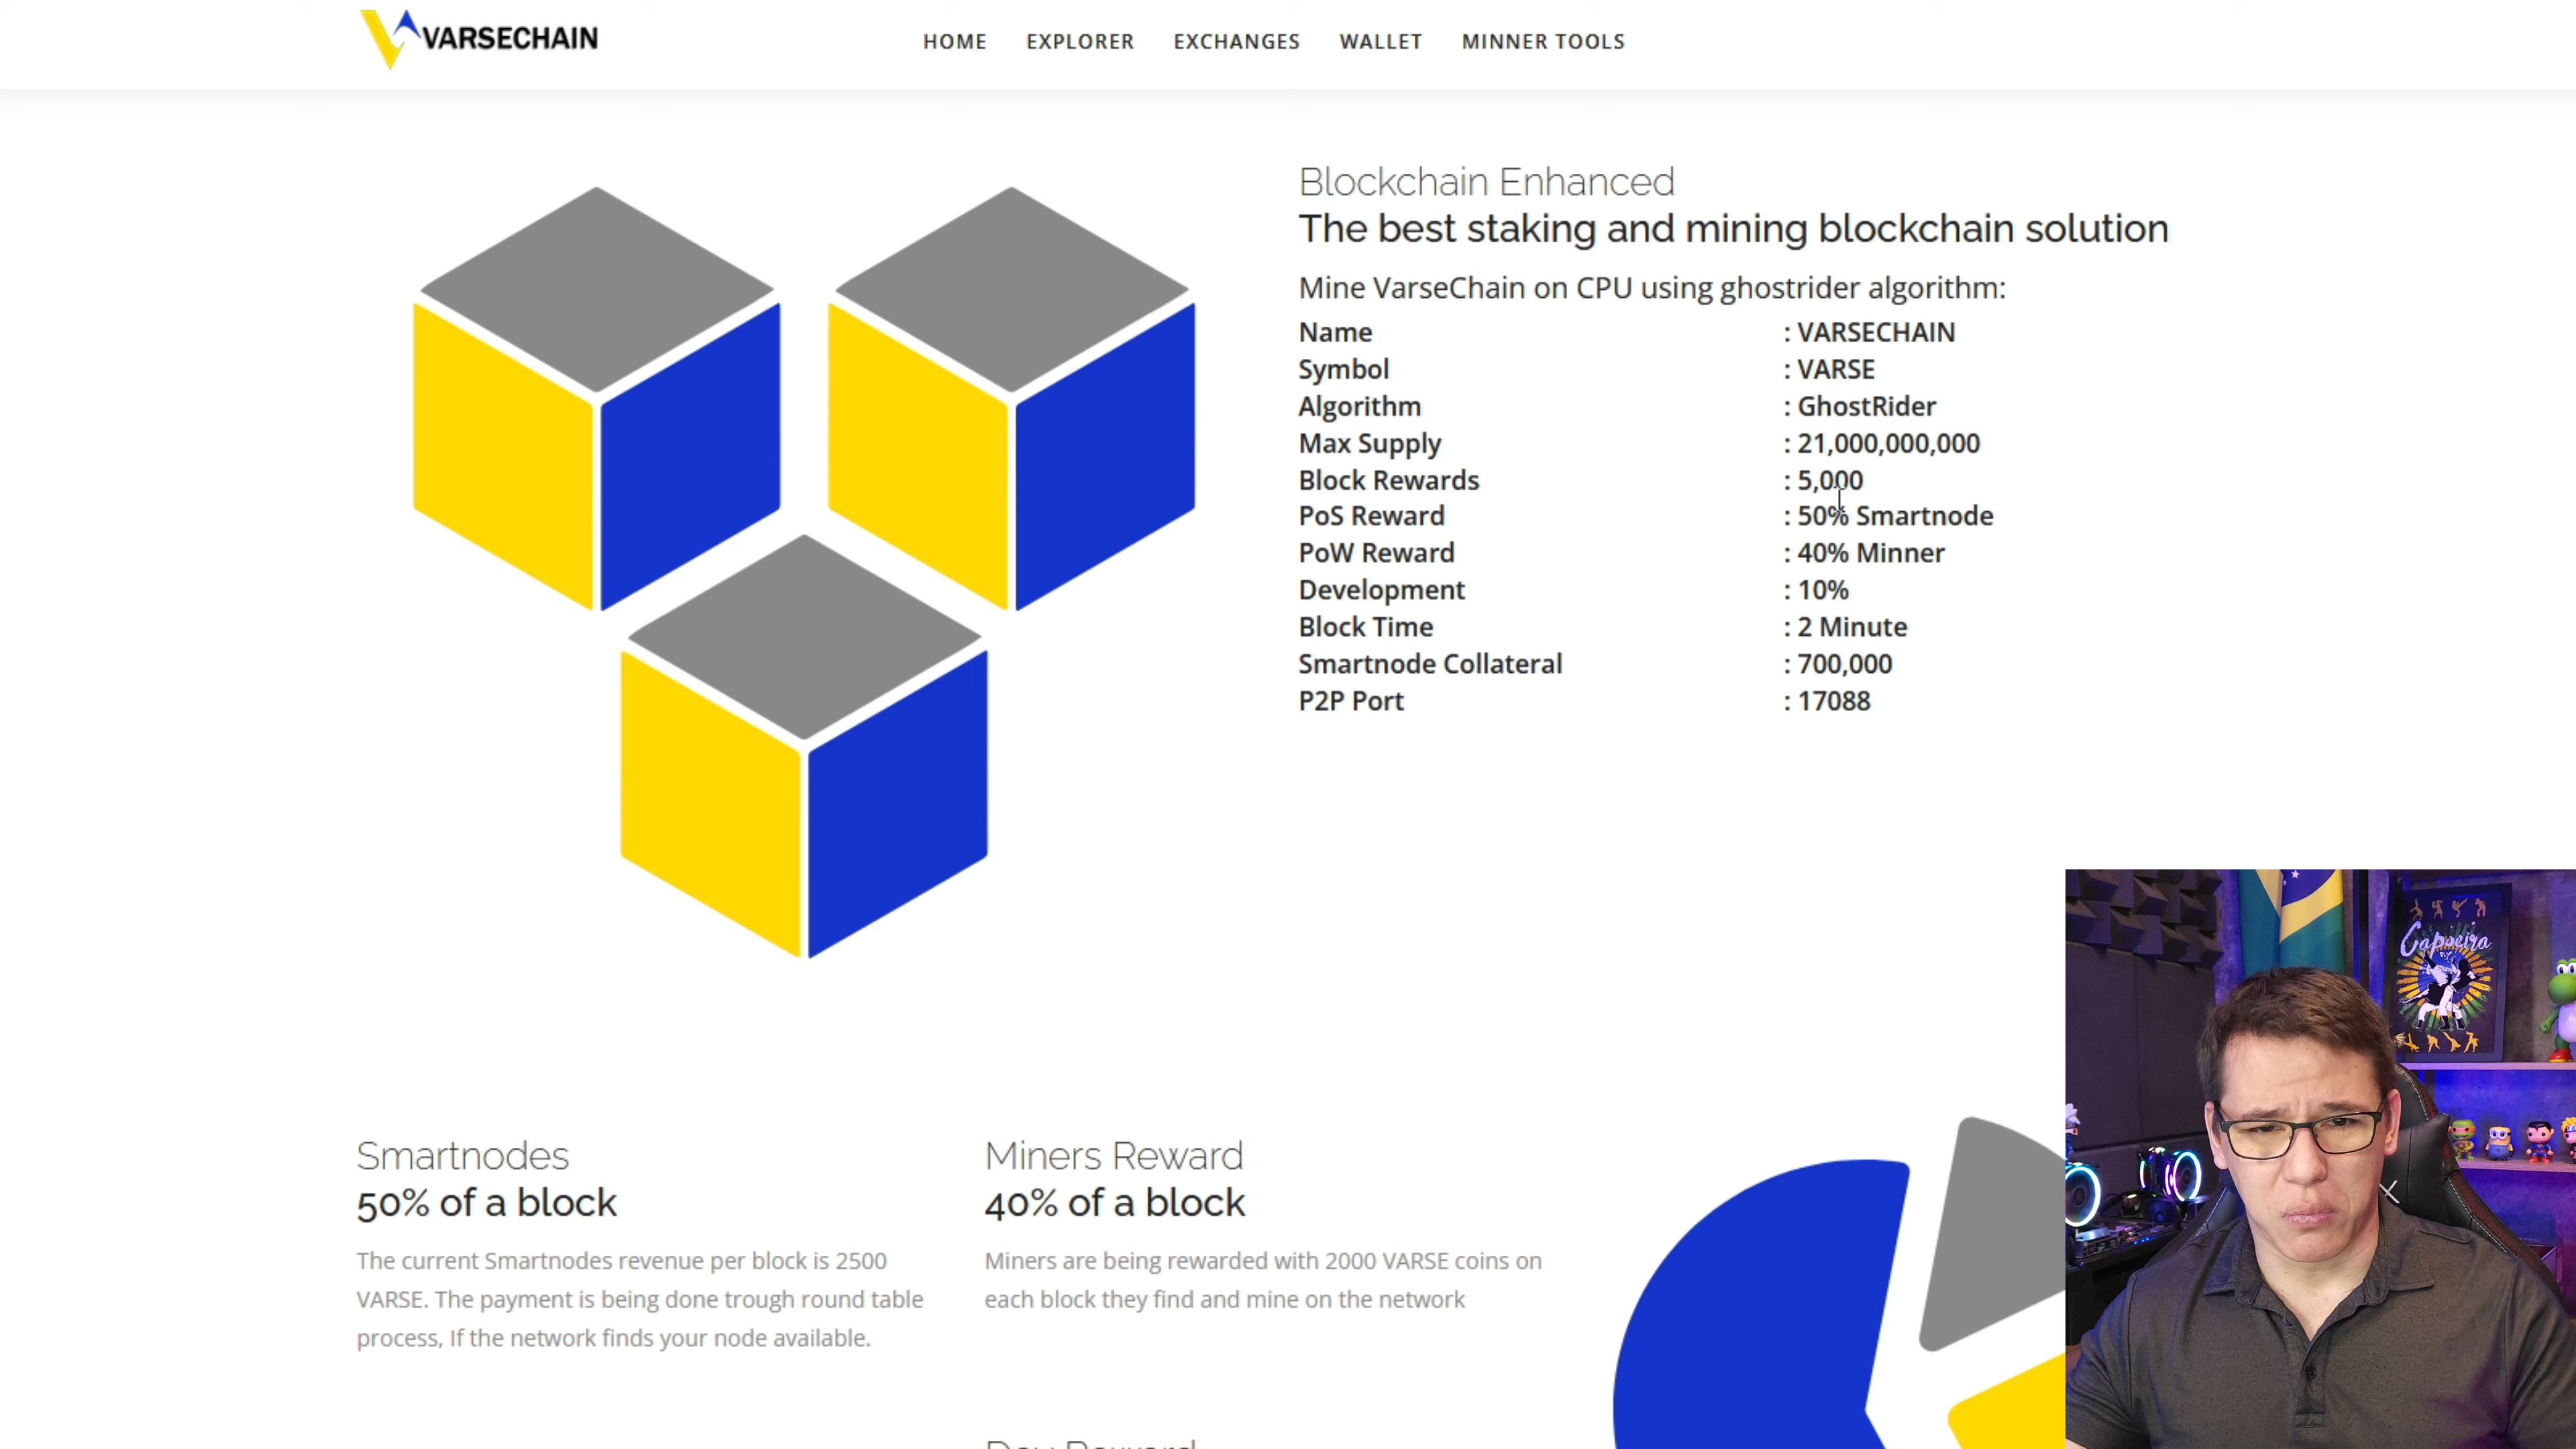 VARSECHAIN
HOME EXPLORER EXCHANGES WALLET MINNER TOOLS
Blockchain Enhanced
The best staking and mining blockchain solution
Mine VarseChain on CPU using ghostrider algorithm:
Name : VARSECHAIN
Symbol : VARSE
Algorithm : GhostRider
Max Supply : 21,000,000,000
Block Rewards : 5,000
PoS Reward : 50% Smartnode
PoW Reward : 40% Minner
Development : 10%
Block Time : 2 Minute
Smartnode Collateral : 700,000
P2P Port : 17088
Capoeira
Smartnodes
50% of a block
The current Smartnodes revenue per block is 2500
VARSE. The payment is being done trough round table
process, If the network finds your node available.
Miners Reward
40% of a block
Miners are being rewarded with 2000 VARSE coins on
each block they find and mine on the network
Dev Reward